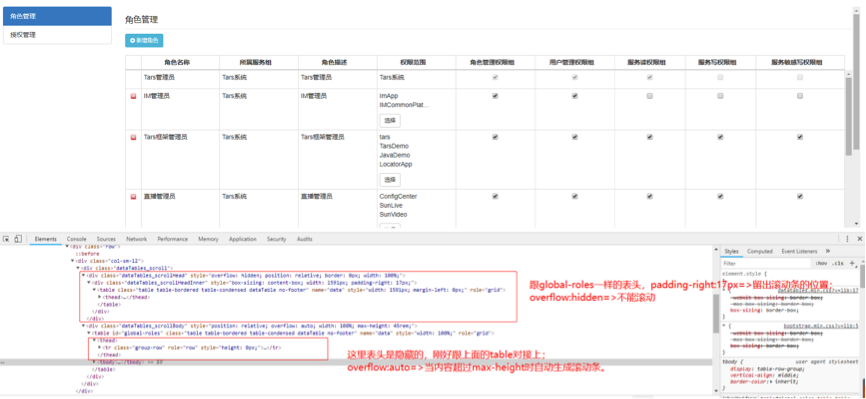 角色管理
授权管理
角色管理
新增角色
角色名称 所属服务组 角色描述 权限范围 角色管理权限组 用户管理权限组 服务读权限组 服务写权限组 服务敏感写权限组
Tars管理员 Tars系统 Tars管理员 Tars系统
IM管理员 Tars系统 IM管理员 ImApp
IMCommonPlat...
选择
Tars框架管理员 Tars系统 Tars框架管理员 tars
TarsDemo
JavaDemo
LocatorApp
选择
直播管理员 Tars系统 直播管理员 ConfigCenter
SunLive
SunVideo
Elements Console Sources Network Performance Memory Application Security Audits
<div class="row">
::before
<div class="col-sm-12">
<div class="dataTables_scroll">
<div class="dataTables_scrollHead" style="overflow: hidden; position: relative; border: 0px; width: 100%;">
<div class="dataTables_scrollHeadInner" style="box-sizing: content-box; width: 1591px; padding-right: 17px;">
<table class="table table-bordered table-condensed dataTable no-footer" name="data" style="width: 1591px; margin-left: 0px;" role="grid">
<thead>…</thead>
</table>
</div>
</div>
<div class="dataTables_scrollBody" style="position: relative; overflow: auto; width: 100%; max-height: 45rem;">
<table id="global-roles" class="table table-bordered table-condensed dataTable no-footer" name="data" style="width: 100%;" role="grid">
<thead>
<tr class="group-row" role="row" style="height: 0px;">…</tr>
</thead>
<tbody>…</tbody> == $0
</table>
</div>
</div>
</div>
跟global-roles一样的表头，padding-right:17px=>留出滚动条的位置；
overflow:hidden=>不能滚动
这里表头是隐藏的，刚好跟上面的table对接上；
overflow:auto=>当内容超过max-height时自动生成滚动条。
Styles Computed Event Listeners
Filter :hov .cls +
element.style {
-webkit-box-sizing: border-box;
-moz-box-sizing: border-box;
box-sizing: border-box;
}
* { bootstrap.min.css?v=lib:5
-webkit-box-sizing: border-box;
-moz-box-sizing: border-box;
box-sizing: border-box;
}
tbody { user agent stylesheet
display: table-row-group;
vertical-align: middle;
border-color: inherit;
}